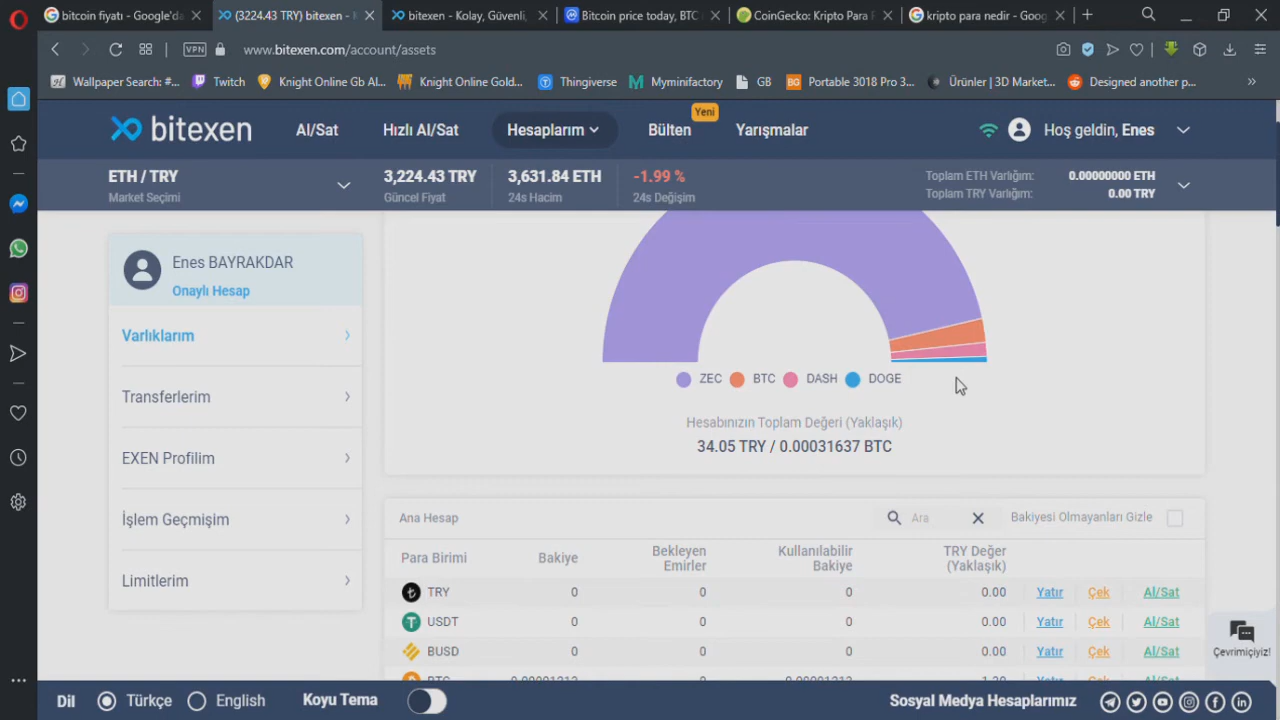 bitcoin fiyatı - Google'da
(3224.43 TRY) bitexen -
bitexen - Kolay, Güvenli,
Bitcoin price today, BTC
CoinGecko: Kripto Para F
kripto para nedir - Goog
VPN
www.bitexen.com/account/assets
Wallpaper Search: #...
Twitch
Knight Online Gb Al...
Knight Online Gold...
Thingiverse
Myminifactory
GB
BG
Portable 3018 Pro 3...
Ürünler | 3D Market...
Designed another p...
bitexen
Al/Sat
Hızlı Al/Sat
Hesaplarım
Bülten
Yeni
Yarışmalar
Hoş geldin, Enes
ETH / TRY
Market Seçimi
3,224.43 TRY
Güncel Fiyat
3,631.84 ETH
24s Hacim
-1.99 %
24s Değişim
Toplam ETH Varlığım: 0.00000000 ETH
Toplam TRY Varlığım: 0.00 TRY
Enes BAYRAKDAR
Onaylı Hesap
Varlıklarım
Transferlerim
EXEN Profilim
İşlem Geçmişim
Limitlerim
ZEC BTC DASH DOGE
Hesabınızın Toplam Değeri (Yaklaşık)
34.05 TRY / 0.00031637 BTC
Ana Hesap
Ara
Bakiyesi Olmayanları Gizle
Para Birimi
Bakiye
Bekleyen
Emirler
Kullanılabilir
Bakiye
TRY Değer
(Yaklaşık)
TRY 0 0 0 0.00 Yatır Çek Al/Sat
USDT 0 0 0 0.00 Yatır Çek Al/Sat
BUSD 0 0 0 0.00 Yatır Çek Al/Sat
Çevrimiçiyiz!
Dil
Türkçe
English
Koyu Tema
Sosyal Medya Hesaplarımız